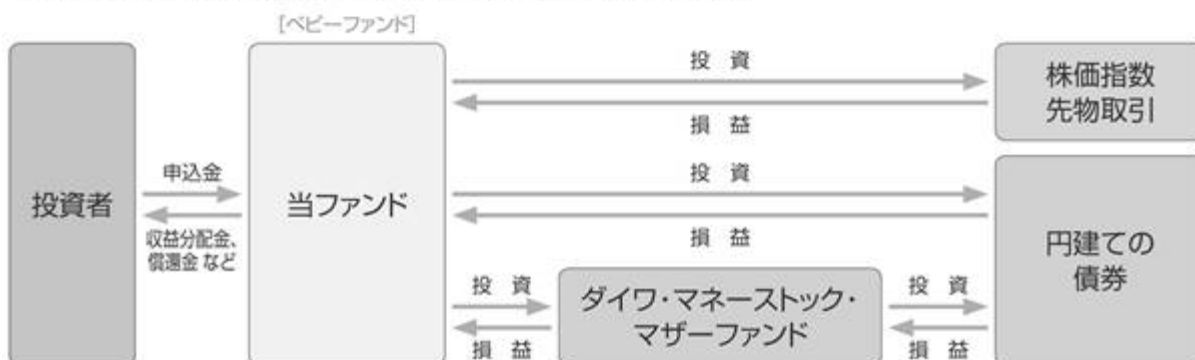 [ベビーファンド]
投資者
申込金
収益分配金、
償還金 など
当ファンド
投 資
損 益
株価指数
先物取引
投 資
損 益
投 資
損 益
ダイワ・マネーストック・
マザーファンド
投 資
損 益
円建ての
債券